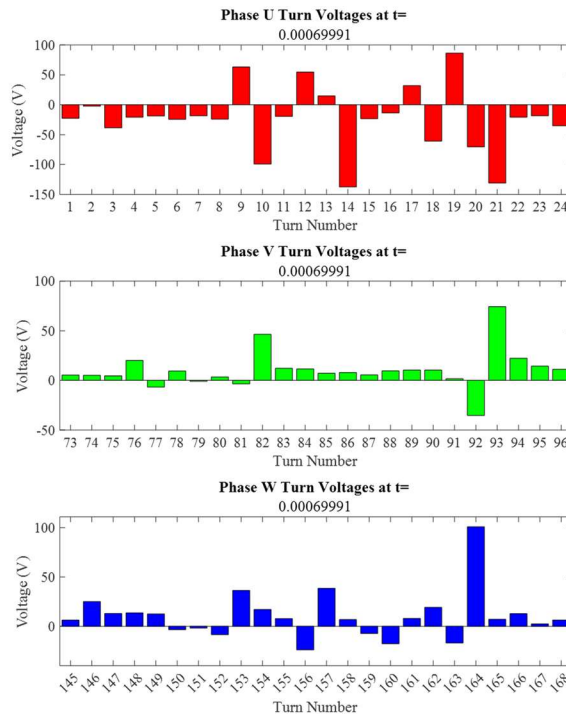 Phase U Turn Voltages at t=
0.00069991
Voltage (V)
100
50
0
-50
-100
-150
1 2 3 4 5 6 7 8 9 10 11 12 13 14 15 16 17 18 19 20 21 22 23 24
Turn Number
Phase V Turn Voltages at t=
0.00069991
Voltage (V)
100
50
0
-50
73 74 75 76 77 78 79 80 81 82 83 84 85 86 87 88 89 90 91 92 93 94 95 96
Turn Number
Phase W Turn Voltages at t=
0.00069991
Voltage (V)
100
50
0
145 146 147 148 149 150 151 152 153 154 155 156 157 158 159 160 161 162 163 164 165 166 167 168
Turn Number